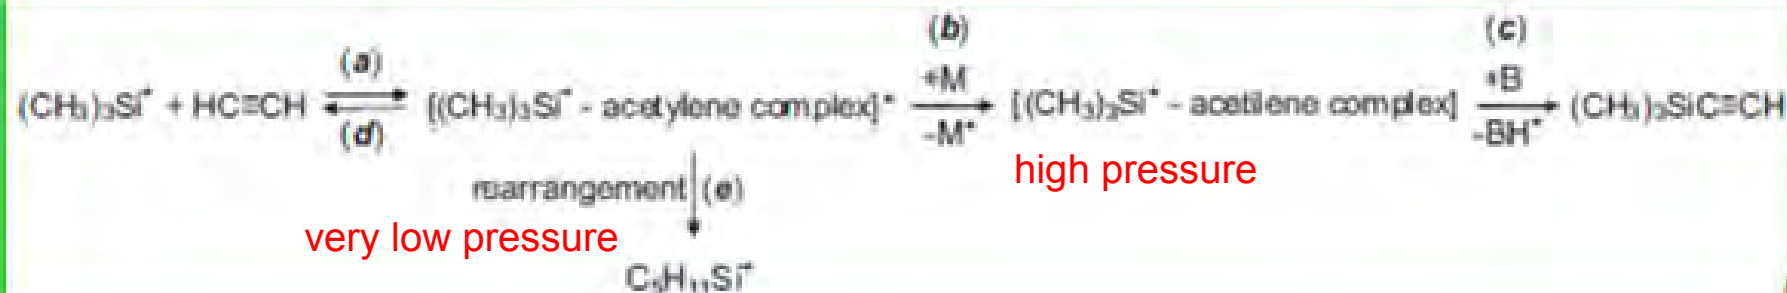 (b) (c)
(a) +M +B
(CH₃)₃Si⁺ + HC≡CH [(CH₃)₃Si⁺ - acetylene complex]* [(CH₃)₃Si⁺ - acetilene complex] (CH₃)₃SiC≡CH
(d) -M* -BH⁺
high pressure
rearrangement (e)
very low pressure
C₅H₁₁Si⁺